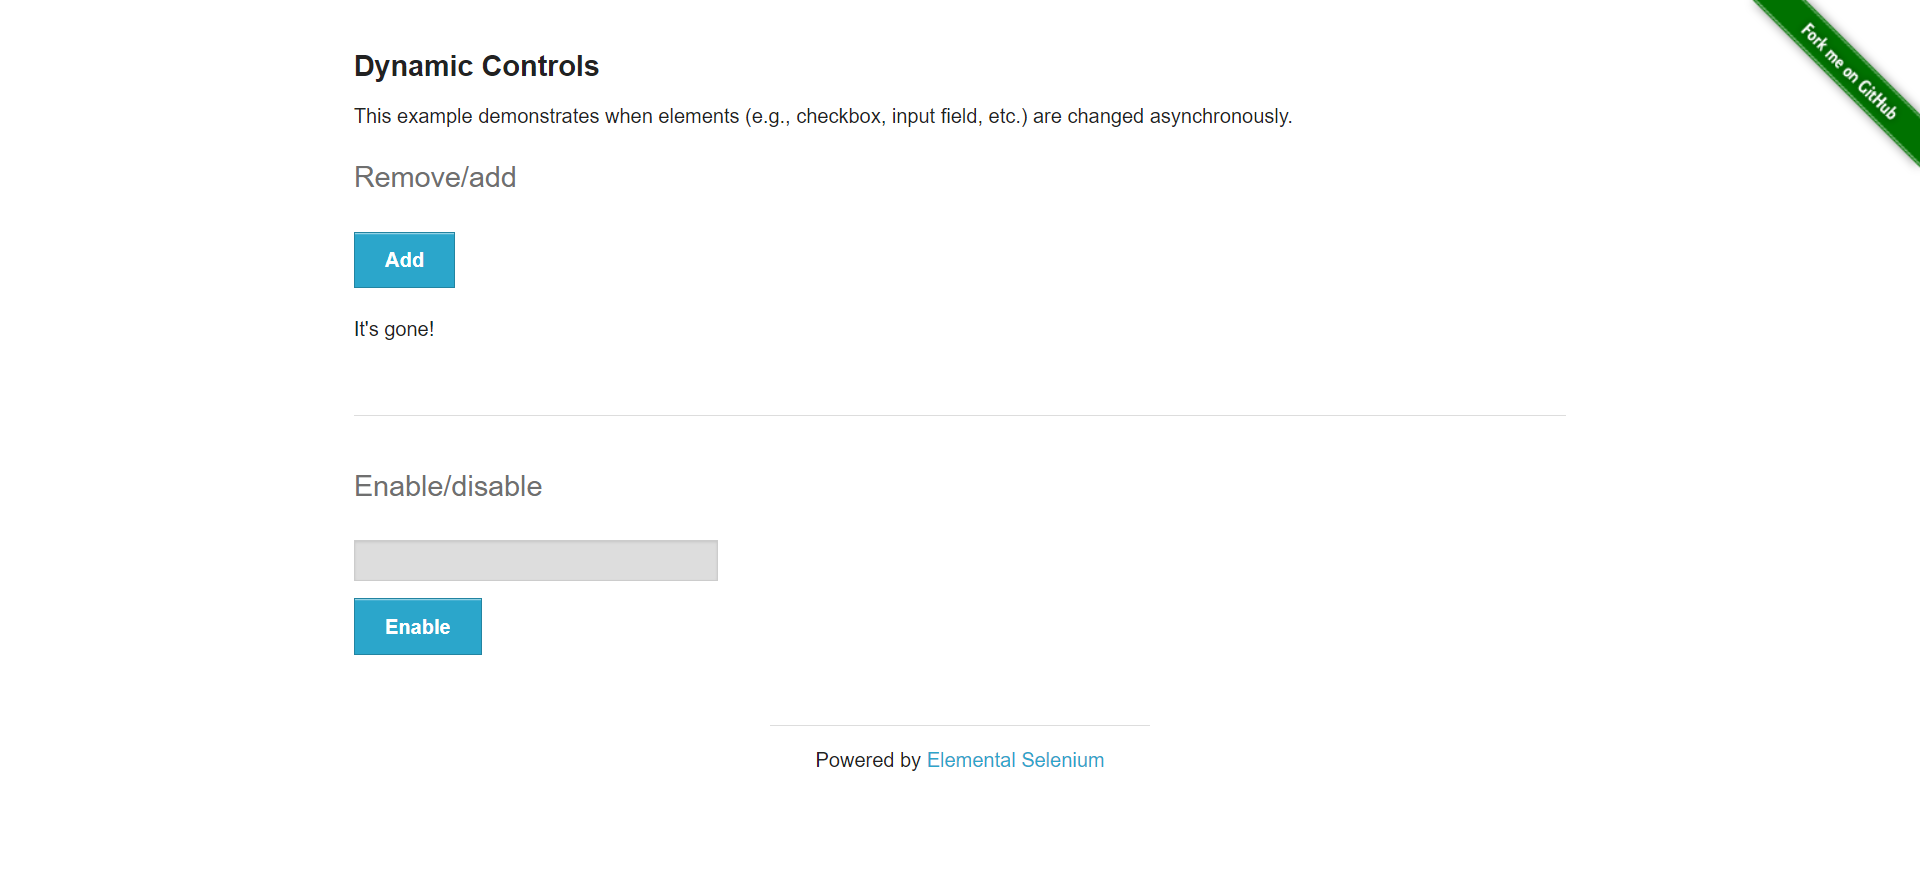 Fork me on GitHub
Dynamic Controls
This example demonstrates when elements (e.g., checkbox, input field, etc.) are changed asynchronously.
Remove/add
Add
It's gone!
Enable/disable
Enable
Powered by Elemental Selenium